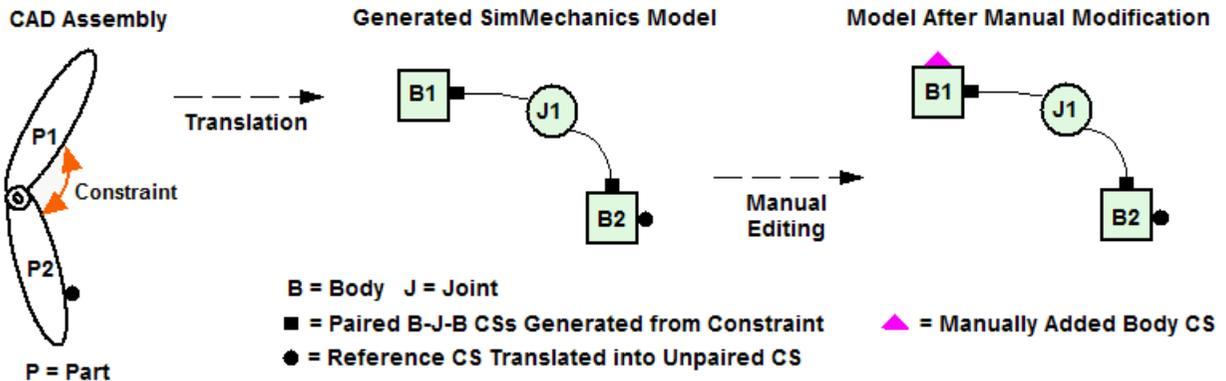 CAD Assembly
Generated SimMechanics Model
Model After Manual Modification
P1
Constraint
P2
P = Part
Translation
B1
J1
B2
Manual
Editing
B1
J1
B2
B = Body J = Joint
= Paired B-J-B CSs Generated from Constraint
= Reference CS Translated into Unpaired CS
= Manually Added Body CS